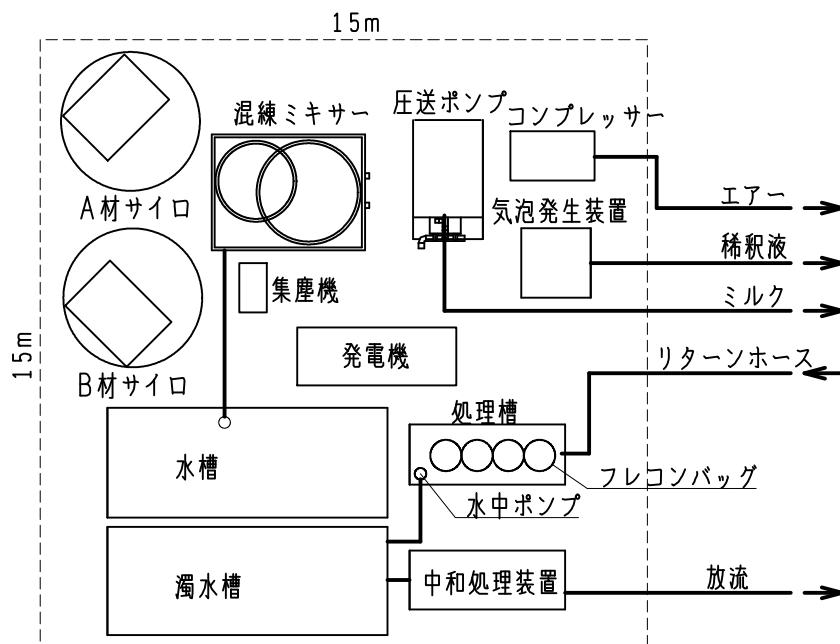 15m
混練ミキサー
圧送ポンプ
コンプレッサー
A材サイロ
エアー
気泡発生装置
稀釈液
集塵機
ミルク
15m
発電機
リターンホース
B材サイロ
処理槽
水槽
フレコンバッグ
水中ポンプ
濁水槽
中和処理装置
放流